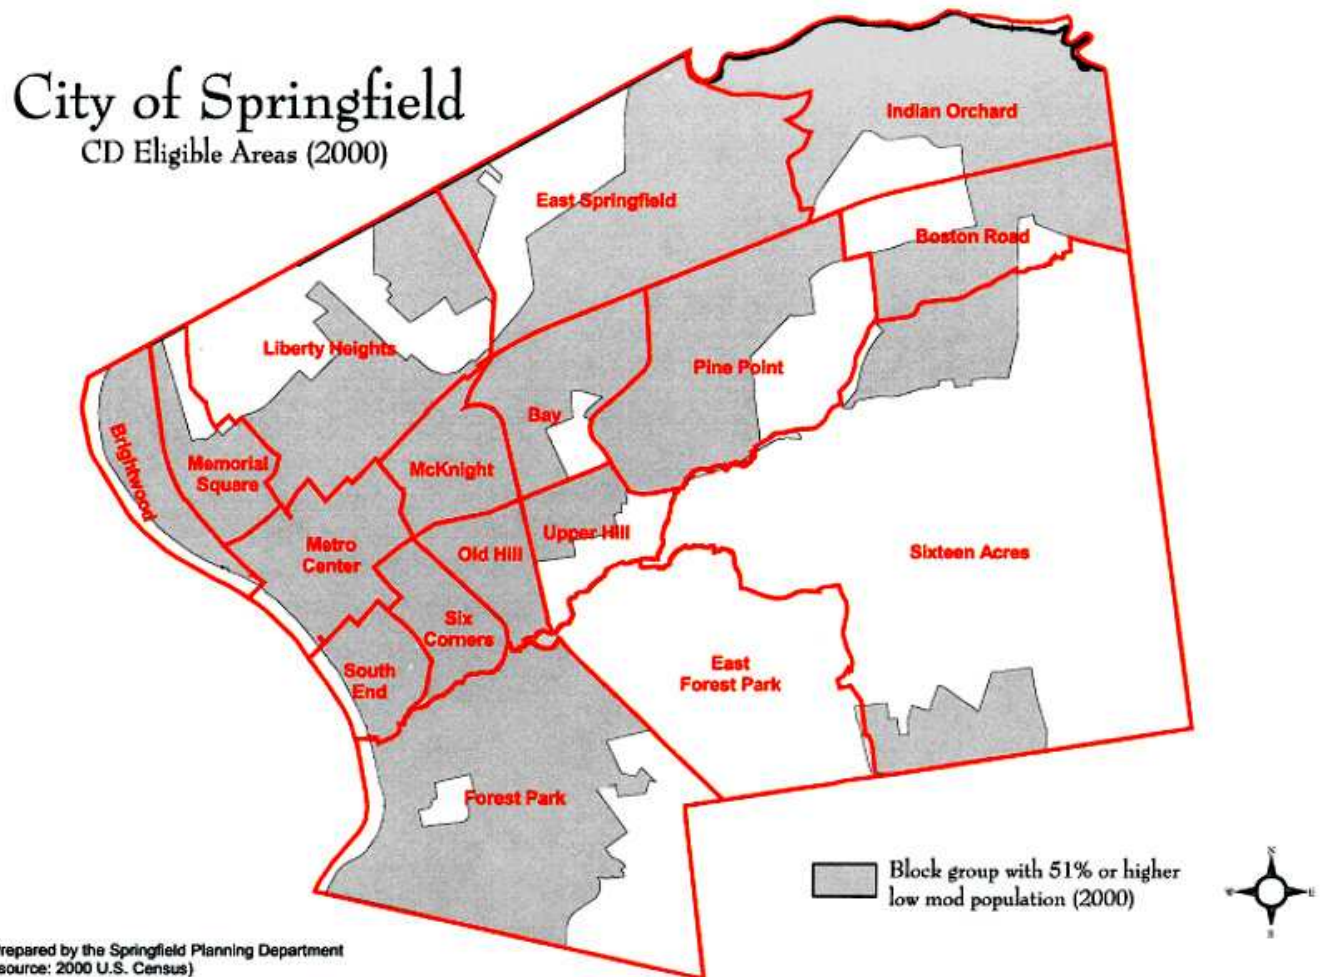 City of Springfield
CD Eligible Areas (2000)
Indian Orchard
East Springfield
Boston Road
Liberty Heights
Pine Point
Bay
Brightwood
Memorial
Square
McKnight
Metro
Center
Old Hill
Upper Hill
Sixteen Acres
Six
Corners
South
End
East
Forest Park
Forest Park
Block group with 51% or higher
low mod population (2000)
N
W
E
S
repared by the Springfield Planning Department
source: 2000 U.S. Census)